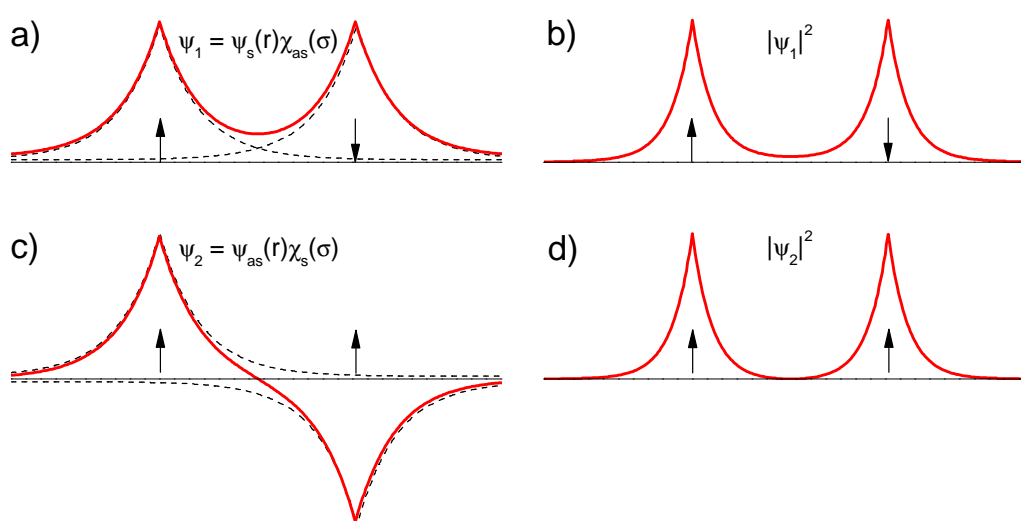 a) ψ₁ = ψₛ(r)χₐₛ(σ)
b) |ψ₁|²
c) ψ₂ = ψₐₛ(r)χₛ(σ)
d) |ψ₂|²